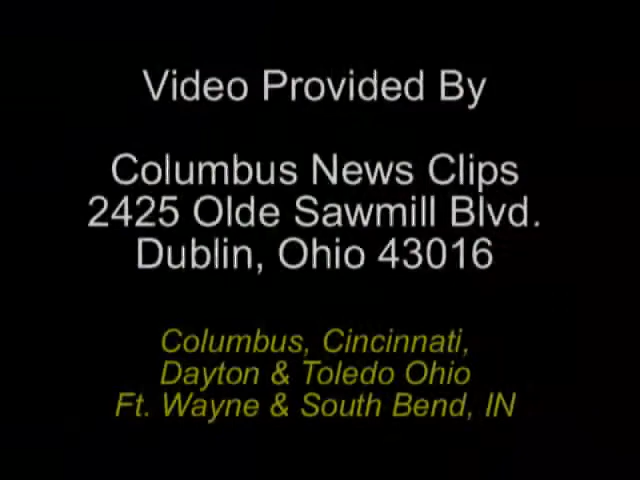 Video Provided By
Columbus News Clips
2425 Olde Sawmill Blvd.
Dublin, Ohio 43016
Columbus, Cincinnati,
Dayton & Toledo Ohio
Ft. Wayne & South Bend, IN